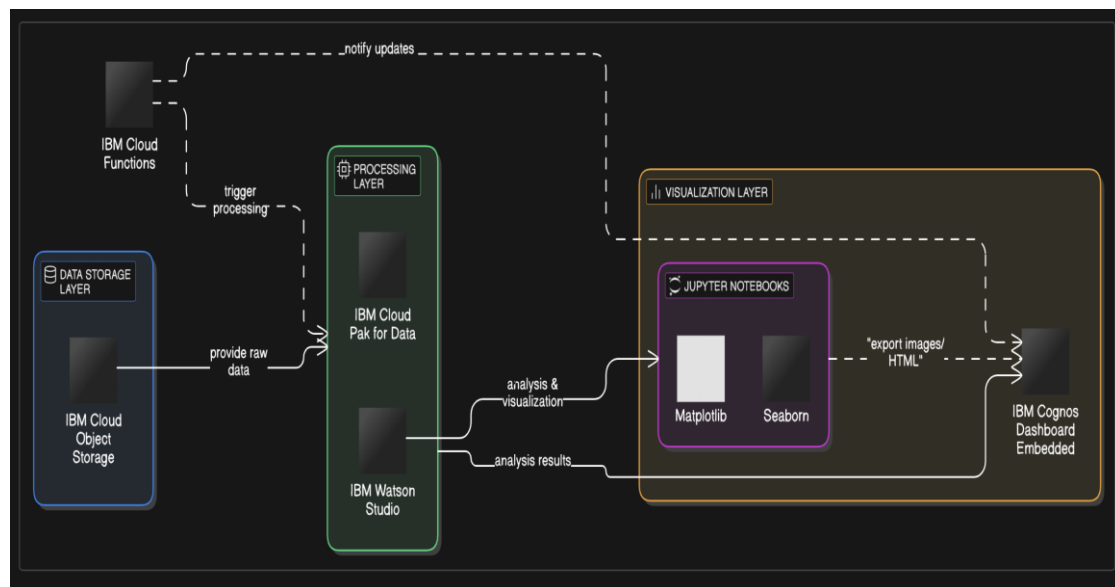 notify updates
IBM Cloud
Functions
trigger
processing
PROCESSING
LAYER
IBM Cloud
Pak for Data
IBM Watson
Studio
DATA STORAGE
LAYER
IBM Cloud
Object
Storage
provide raw
data
analysis &
visualization
analysis results
VISUALIZATION LAYER
JUPYTER NOTEBOOKS
Matplotlib
Seaborn
"export images/
HTML"
IBM Cognos
Dashboard
Embedded